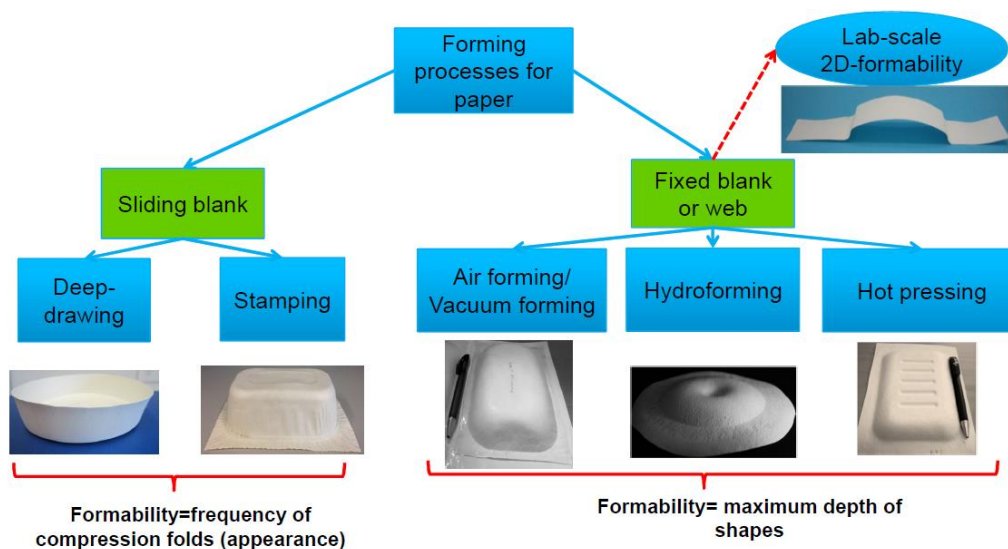 Forming
processes for
paper
Lab-scale
2D-formability
Sliding blank
Fixed blank
or web
Deep-
drawing
Stamping
Air forming/
Vacuum forming
Hydroforming
Hot pressing
Formability=frequency of
compression folds (appearance)
Formability= maximum depth of
shapes